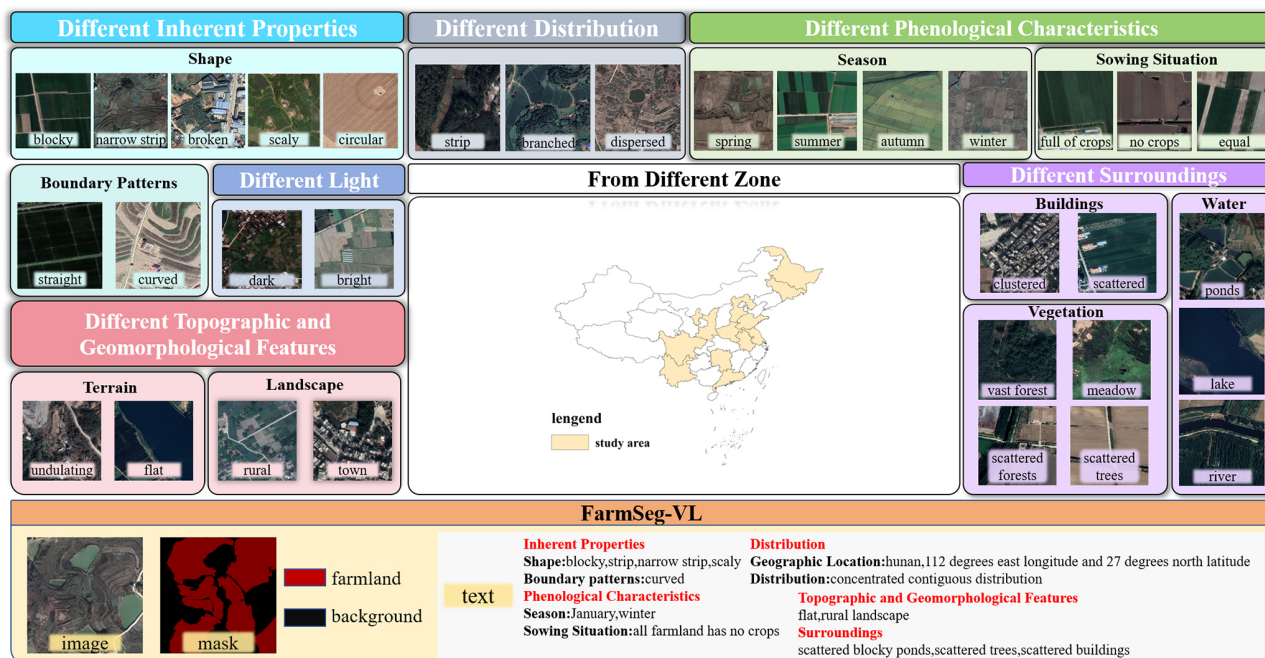 Different Inherent Properties
Shape
blocky
narrow strip
broken
scaly
circular
Different Distribution
strip
branched
dispersed
Different Phenological Characteristics
Season
spring
summer
autumn
winter
Sowing Situation
full of crops
no crops
equal
Boundary Patterns
straight
curved
Different Light
dark
bright
From Different Zone
lengend
study area
Different Surroundings
Buildings
clustered
scattered
Water
ponds
lake
river
Vegetation
vast forest
meadow
scattered
forests
scattered
trees
Different Topographic and
Geomorphological Features
Terrain
undulating
flat
Landscape
rural
town
FarmSeg-VL
image
mask
farmland
background
text
Inherent Properties
Shape:blocky,strip,narrow strip,scaly
Boundary patterns:curved
Phenological Characteristics
Season:January,winter
Sowing Situation:all farmland has no crops
Distribution
Geographic Location:hunan,112 degrees east longitude and 27 degrees north latitude
Distribution:concentrated contiguous distribution
Topographic and Geomorphological Features
flat,rural landscape
Surroundings
scattered blocky ponds,scattered trees,scattered buildings